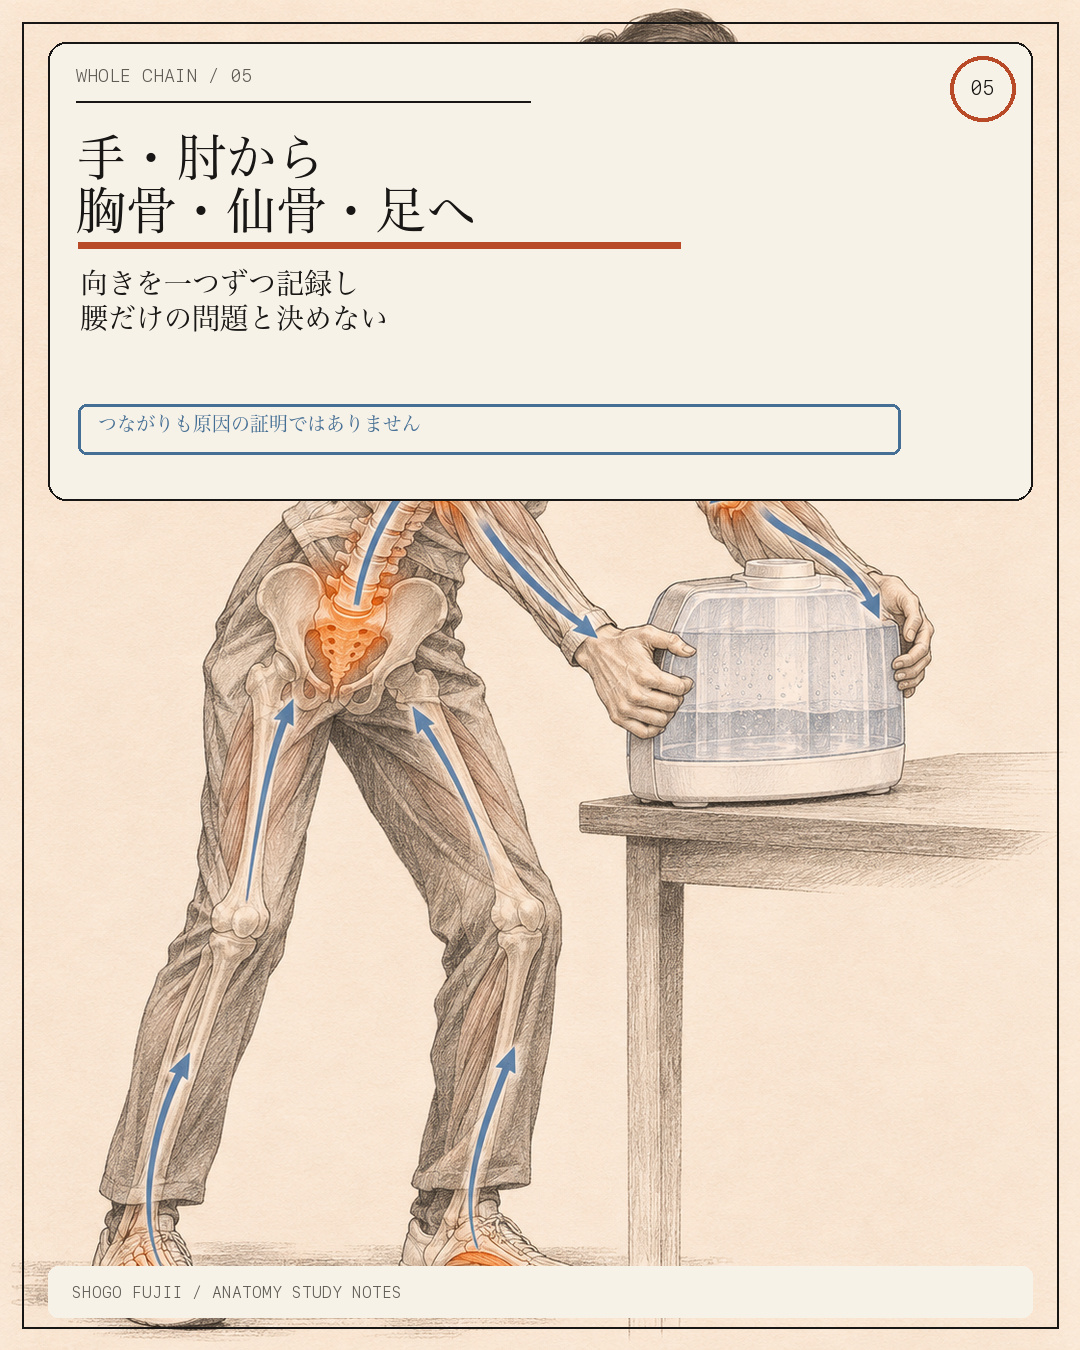 WHOLE CHAIN / 05
05
手・肘から
胸骨・仙骨・足へ
向きを一つずつ記録し
腰だけの問題と決めない
つながりも原因の証明ではありません
SHOGO FUJII / ANATOMY STUDY NOTES